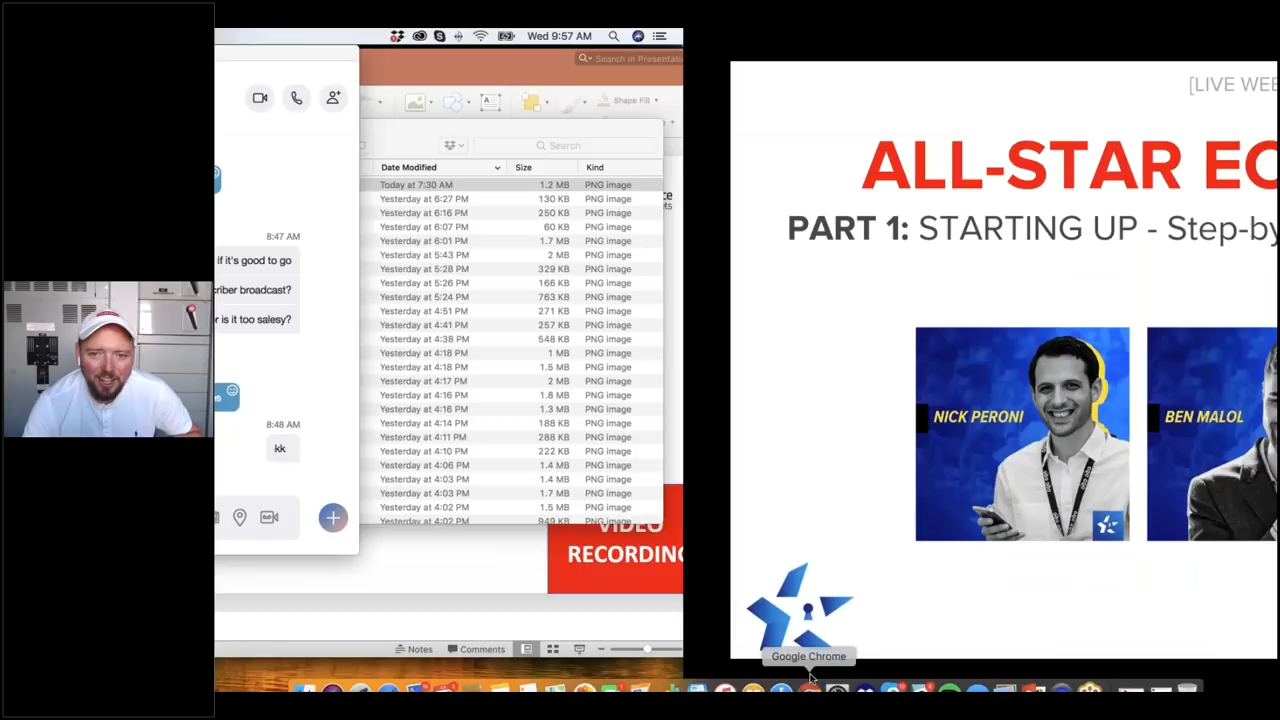 Wed 9:57 AM
Search in Presentation
Shape Fill
Search
Date Modified
Size
Kind
Today at 7:30 AM 1.2 MB PNG image
Yesterday at 6:27 PM 130 KB PNG image
Yesterday at 6:16 PM 250 KB PNG image
Yesterday at 6:07 PM 60 KB PNG image
Yesterday at 6:01 PM 1.7 MB PNG image
Yesterday at 5:43 PM 2 MB PNG image
Yesterday at 5:28 PM 329 KB PNG image
Yesterday at 5:26 PM 166 KB PNG image
Yesterday at 5:24 PM 763 KB PNG image
Yesterday at 4:51 PM 271 KB PNG image
Yesterday at 4:41 PM 257 KB PNG image
Yesterday at 4:38 PM 548 KB PNG image
Yesterday at 4:18 PM 1 MB PNG image
Yesterday at 4:18 PM 1.5 MB PNG image
Yesterday at 4:17 PM 2 MB PNG image
Yesterday at 4:16 PM 1.8 MB PNG image
Yesterday at 4:16 PM 1.3 MB PNG image
Yesterday at 4:14 PM 188 KB PNG image
Yesterday at 4:11 PM 288 KB PNG image
Yesterday at 4:10 PM 222 KB PNG image
Yesterday at 4:06 PM 1.4 MB PNG image
Yesterday at 4:03 PM 1.4 MB PNG image
Yesterday at 4:03 PM 1.7 MB PNG image
Yesterday at 4:02 PM 1.5 MB PNG image
Yesterday at 4:02 PM 949 KB PNG image
8:47 AM
if it's good to go
criber broadcast?
or is it too salesy?
8:48 AM
kk
VIDEO
RECORDING
Notes
Comments
[LIVE WEE
ALL-STAR EC
PART 1: STARTING UP - Step-by
NICK PERONI
BEN MALOL
Google Chrome